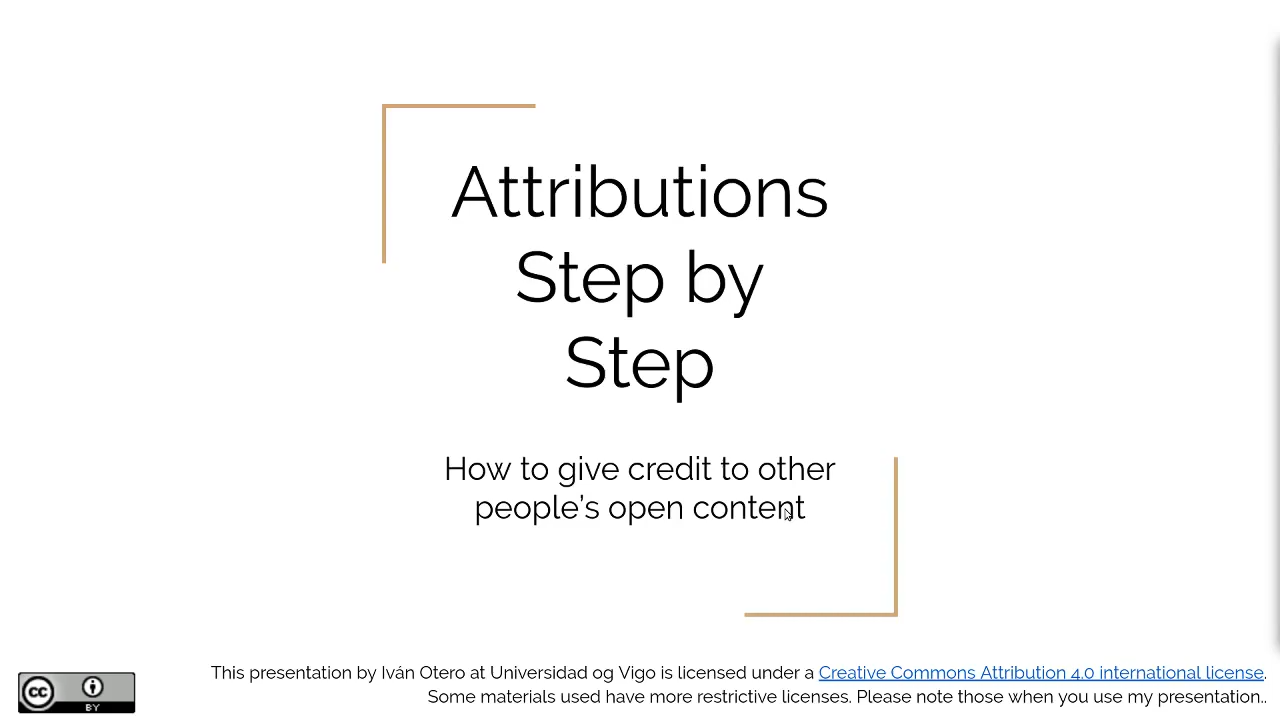 Attributions
Step by
Step
How to give credit to other
people's open content
This presentation by Iván Otero at Universidad og Vigo is licensed under a Creative Commons Attribution 4.0 international license.
Some materials used have more restrictive licenses. Please note those when you use my presentation..
cc
BY